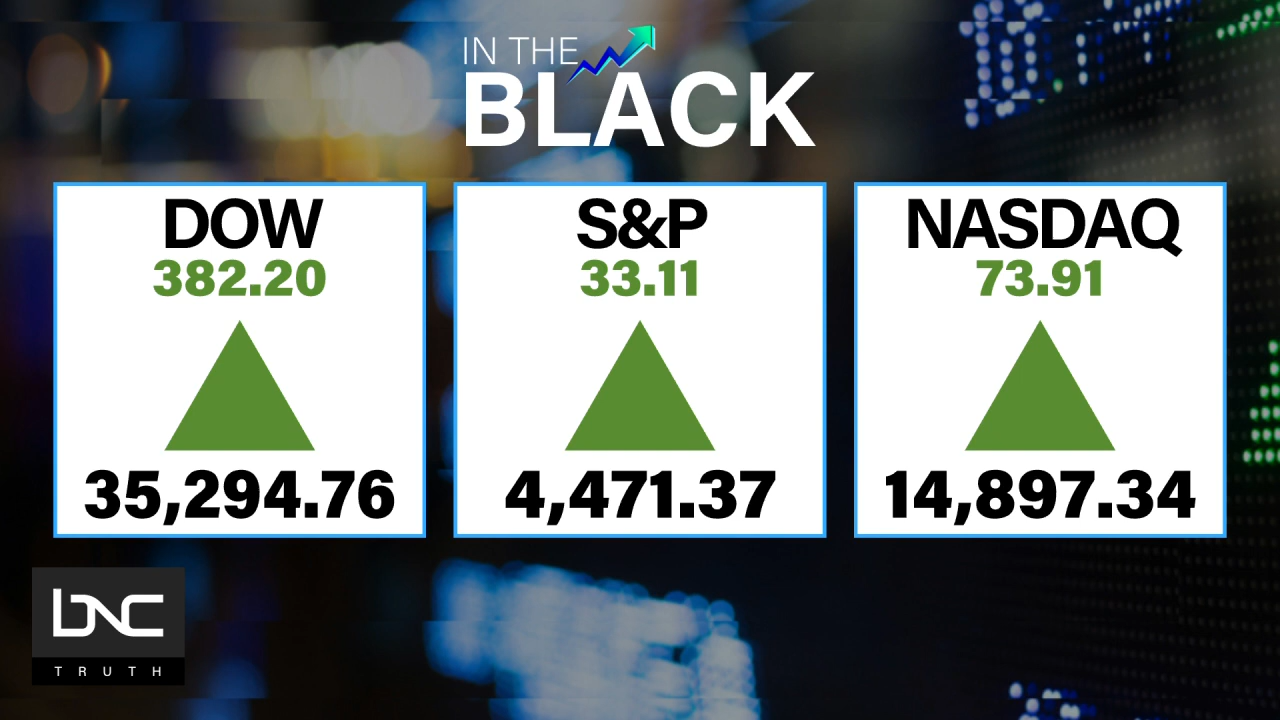 IN THE
BLACK
DOW
382.20
35,294.76
S&P
33.11
4,471.37
NASDAQ
73.91
14,897.34
BNC
TRUTH